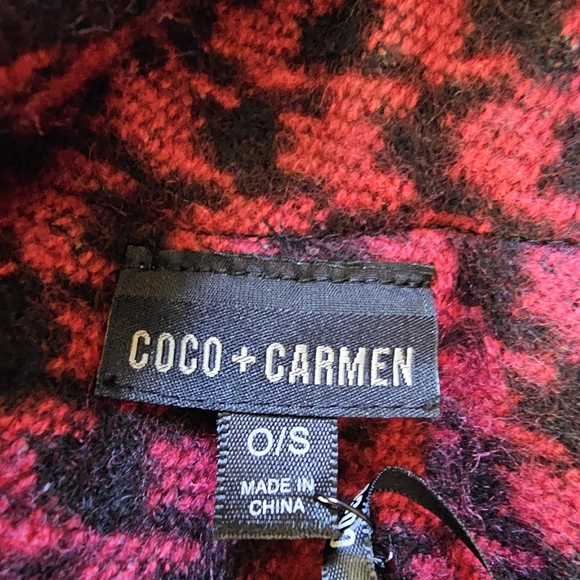 COCO + CARMEN
O/S
MADE IN
CHINA